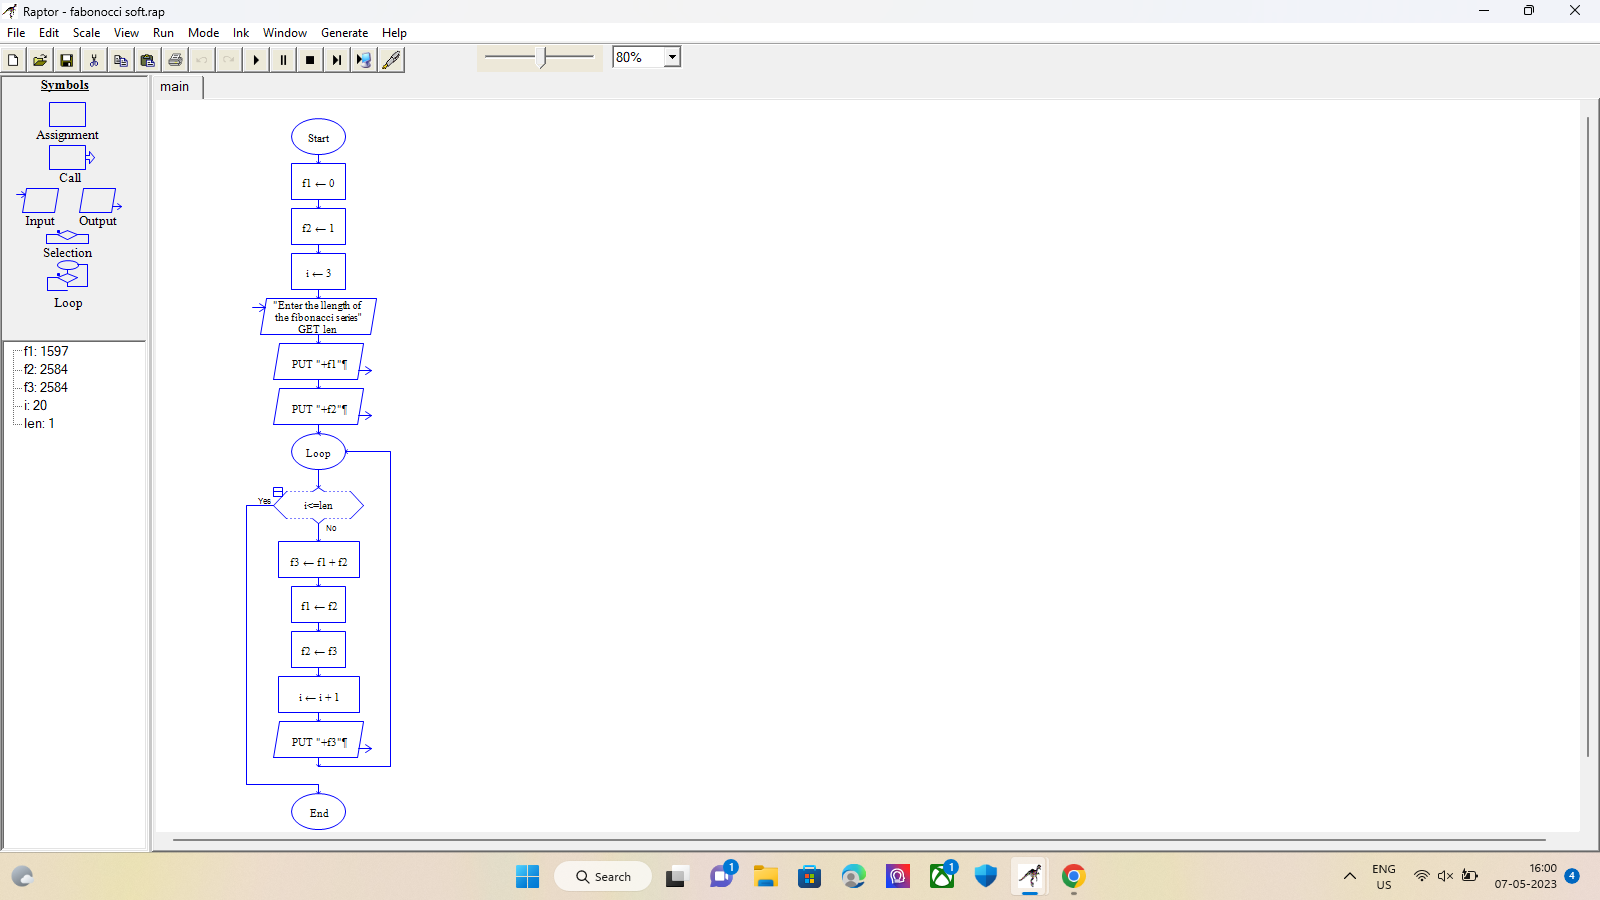 Raptor - fabonocci soft.rap
File Edit Scale View Run Mode Ink Window Generate Help
80%
Symbols
Assignment
Call
Input Output
Selection
Loop
f1: 1597
f2: 2584
f3: 2584
i: 20
len: 1
main
Start
f1 ← 0
f2 ← 1
i ← 3
"Enter the llength of
the fibonacci series"
GET len
PUT "+f1"¶
PUT "+f2"¶
Loop
Yes
i<=len
No
f3 ← f1 + f2
f1 ← f2
f2 ← f3
i ← i + 1
PUT "+f3"¶
End
Search
1
1
ENG
US
16:00
07-05-2023
4